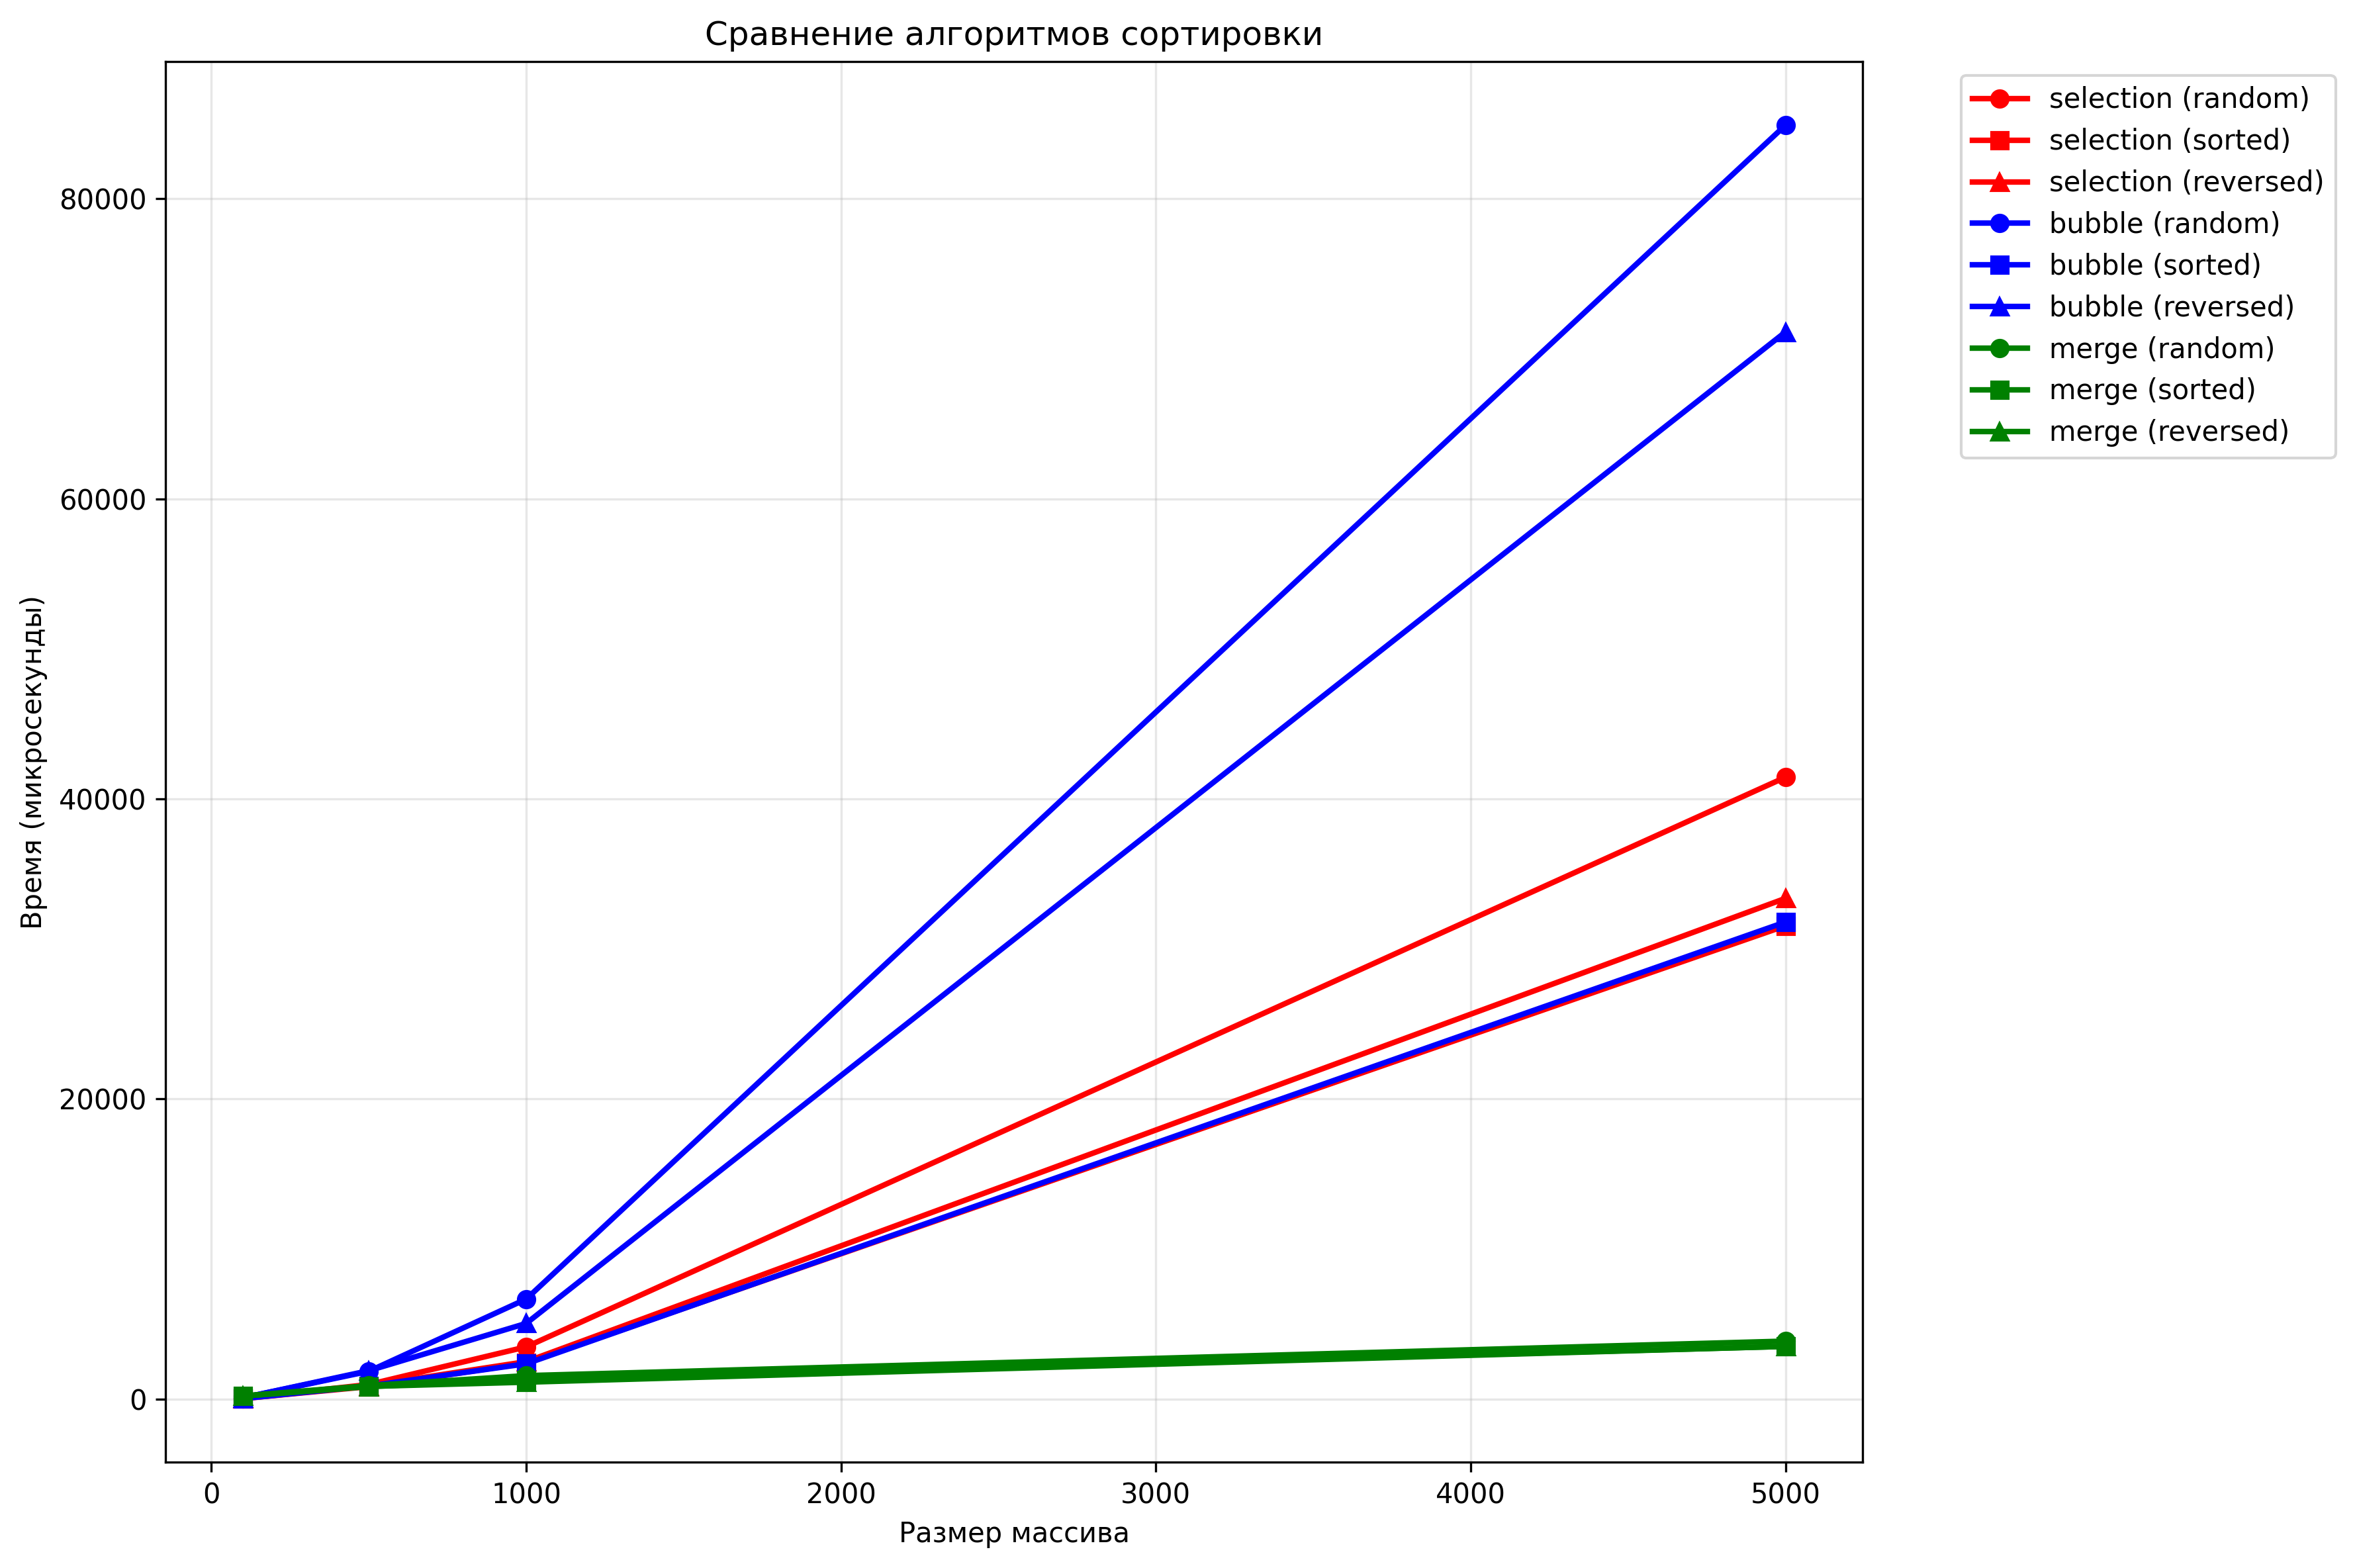 Сравнение алгоритмов сортировки
selection (random)
selection (sorted)
selection (reversed)
bubble (random)
bubble (sorted)
bubble (reversed)
merge (random)
merge (sorted)
merge (reversed)
Время (микросекунды)
80000
60000
40000
20000
0
0 1000 2000 3000 4000 5000
Размер массива